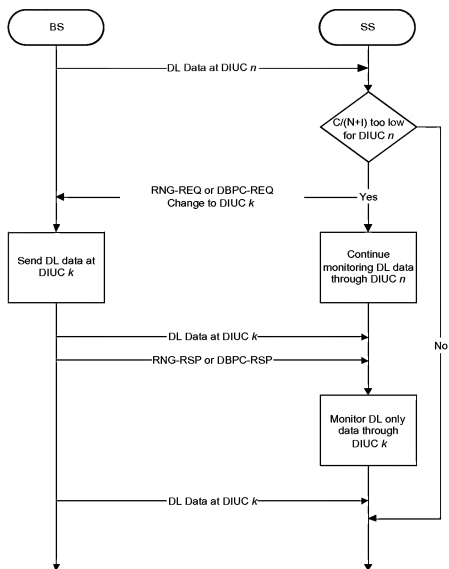 BS
SS
DL Data at DIUC n
C/(N+I) too low
for DIUC n
RNG-REQ or DBPC-REQ
Change to DIUC k
Yes
Send DL data at
DIUC k
Continue
monitoring DL data
through DIUC n
DL Data at DIUC k
No
RNG-RSP or DBPC-RSP
Monitor DL only
data through
DIUC k
DL Data at DIUC k